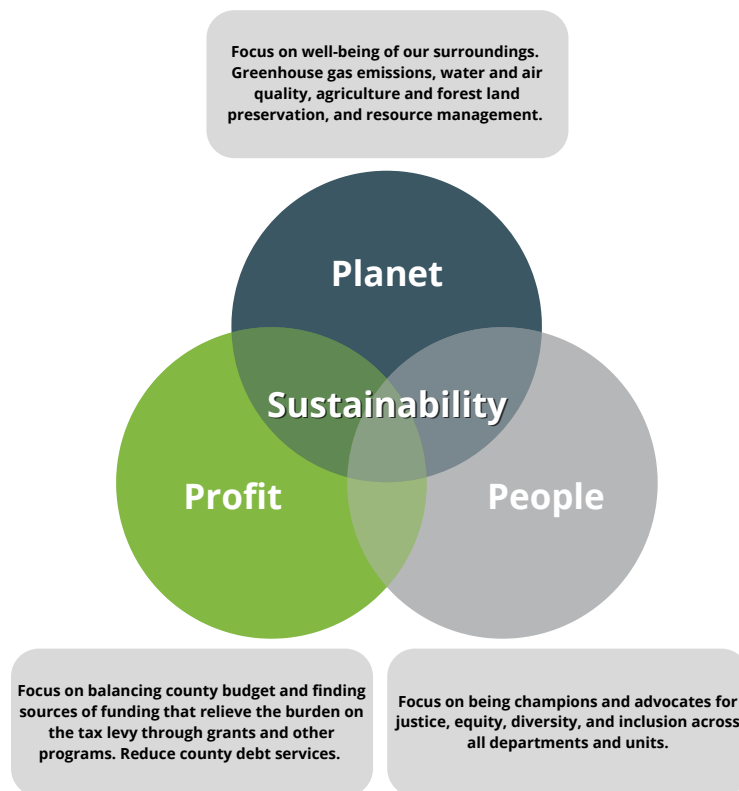 Focus on well-being of our surroundings.
Greenhouse gas emissions, water and air
quality, agriculture and forest land
preservation, and resource management.
Planet
Sustainability
Profit
People
Focus on balancing county budget and finding
sources of funding that relieve the burden on
the tax levy through grants and other
programs. Reduce county debt services.
Focus on being champions and advocates for
justice, equity, diversity, and inclusion across
all departments and units.